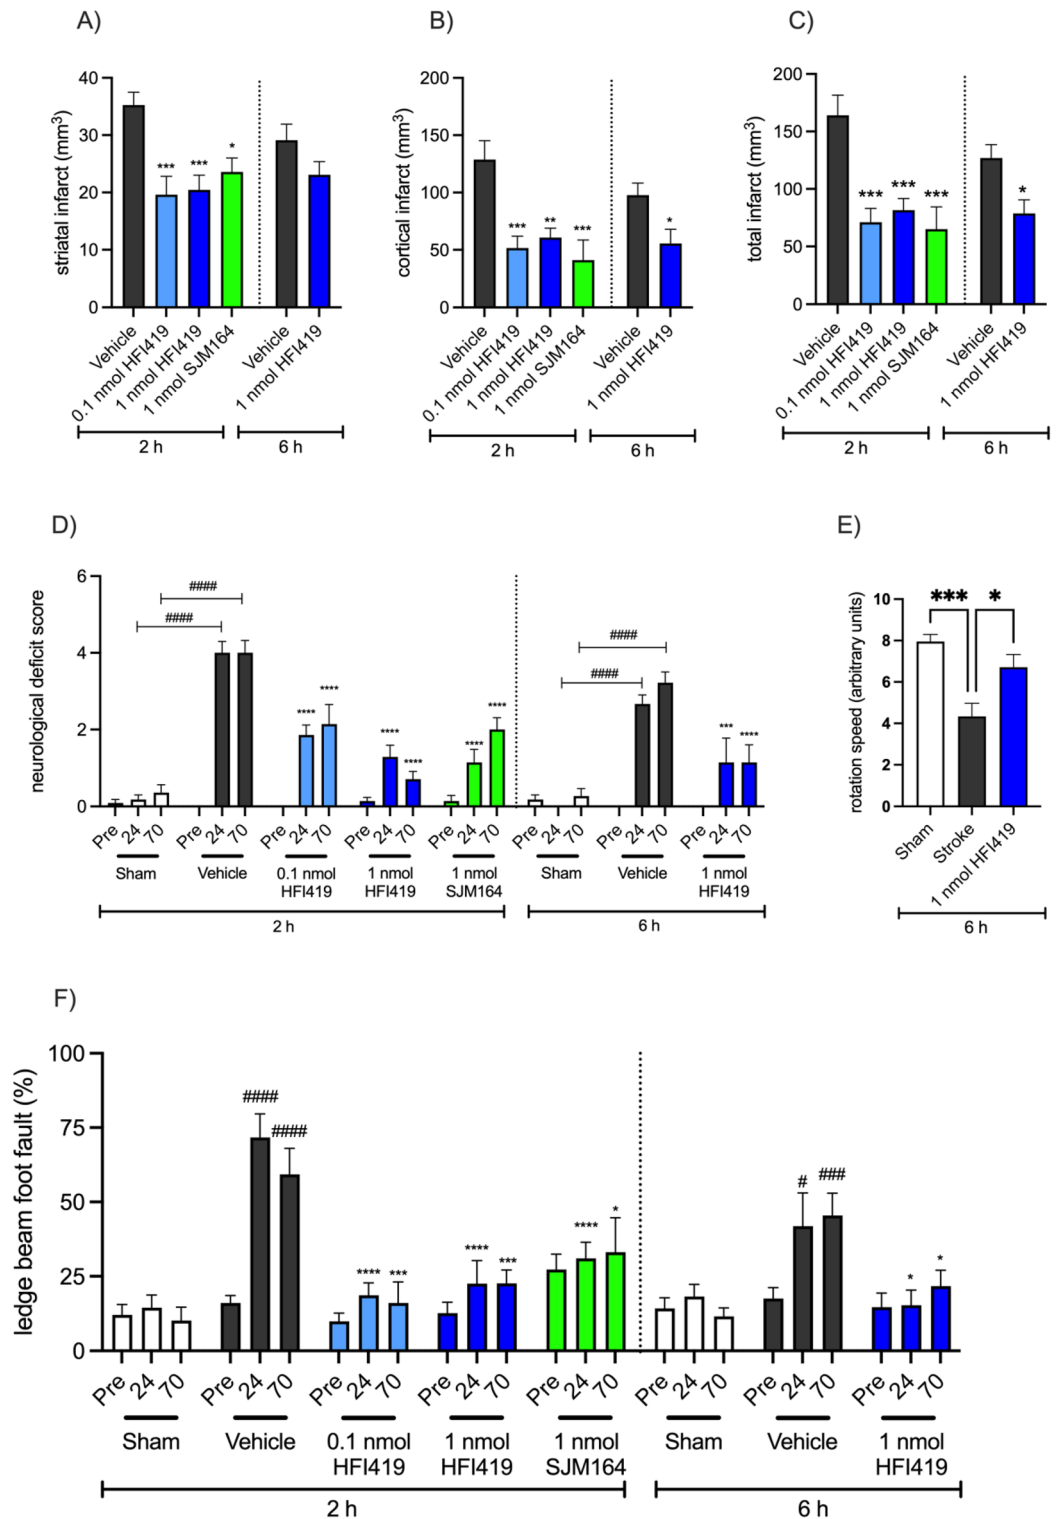 A)
striatal infarct (mm³)
40
30
20
10
0
***
***
*
Vehicle
0.1 nmol HFI419
1 nmol HFI419
1 nmol SJM164
Vehicle
1 nmol HFI419
2 h
6 h
B)
cortical infarct (mm³)
200
150
100
50
0
***
**
***
*
Vehicle
0.1 nmol HFI419
1 nmol HFI419
1 nmol SJM164
Vehicle
1 nmol HFI419
2 h
6 h
C)
total infarct (mm³)
200
150
100
50
0
***
***
***
*
Vehicle
0.1 nmol HFI419
1 nmol HFI419
1 nmol SJM164
Vehicle
1 nmol HFI419
2 h
6 h
D)
neurological deficit score
6
4
2
0
####
####
****
****
****
****
****
****
####
####
***
****
Pre 24 70
Pre 24 70
Pre 24 70
Pre 24 70
Pre 24 70
Pre 24 70
Pre 24 70
Pre 24 70
Sham
Vehicle
0.1 nmol
HFI419
1 nmol
HFI419
1 nmol
SJM164
Sham
Vehicle
1 nmol
HFI419
2 h
6 h
E)
rotation speed (arbitrary units)
10
8
6
4
2
0
***
*
Sham
Stroke
1 nmol HFI419
6 h
F)
ledge beam foot fault (%)
100
75
50
25
0
####
####
****
***
****
***
****
*
#
###
*
*
Pre 24 70
Pre 24 70
Pre 24 70
Pre 24 70
Pre 24 70
Pre 24 70
Pre 24 70
Pre 24 70
Sham
Vehicle
0.1 nmol
HFI419
1 nmol
HFI419
1 nmol
SJM164
Sham
Vehicle
1 nmol
HFI419
2 h
6 h